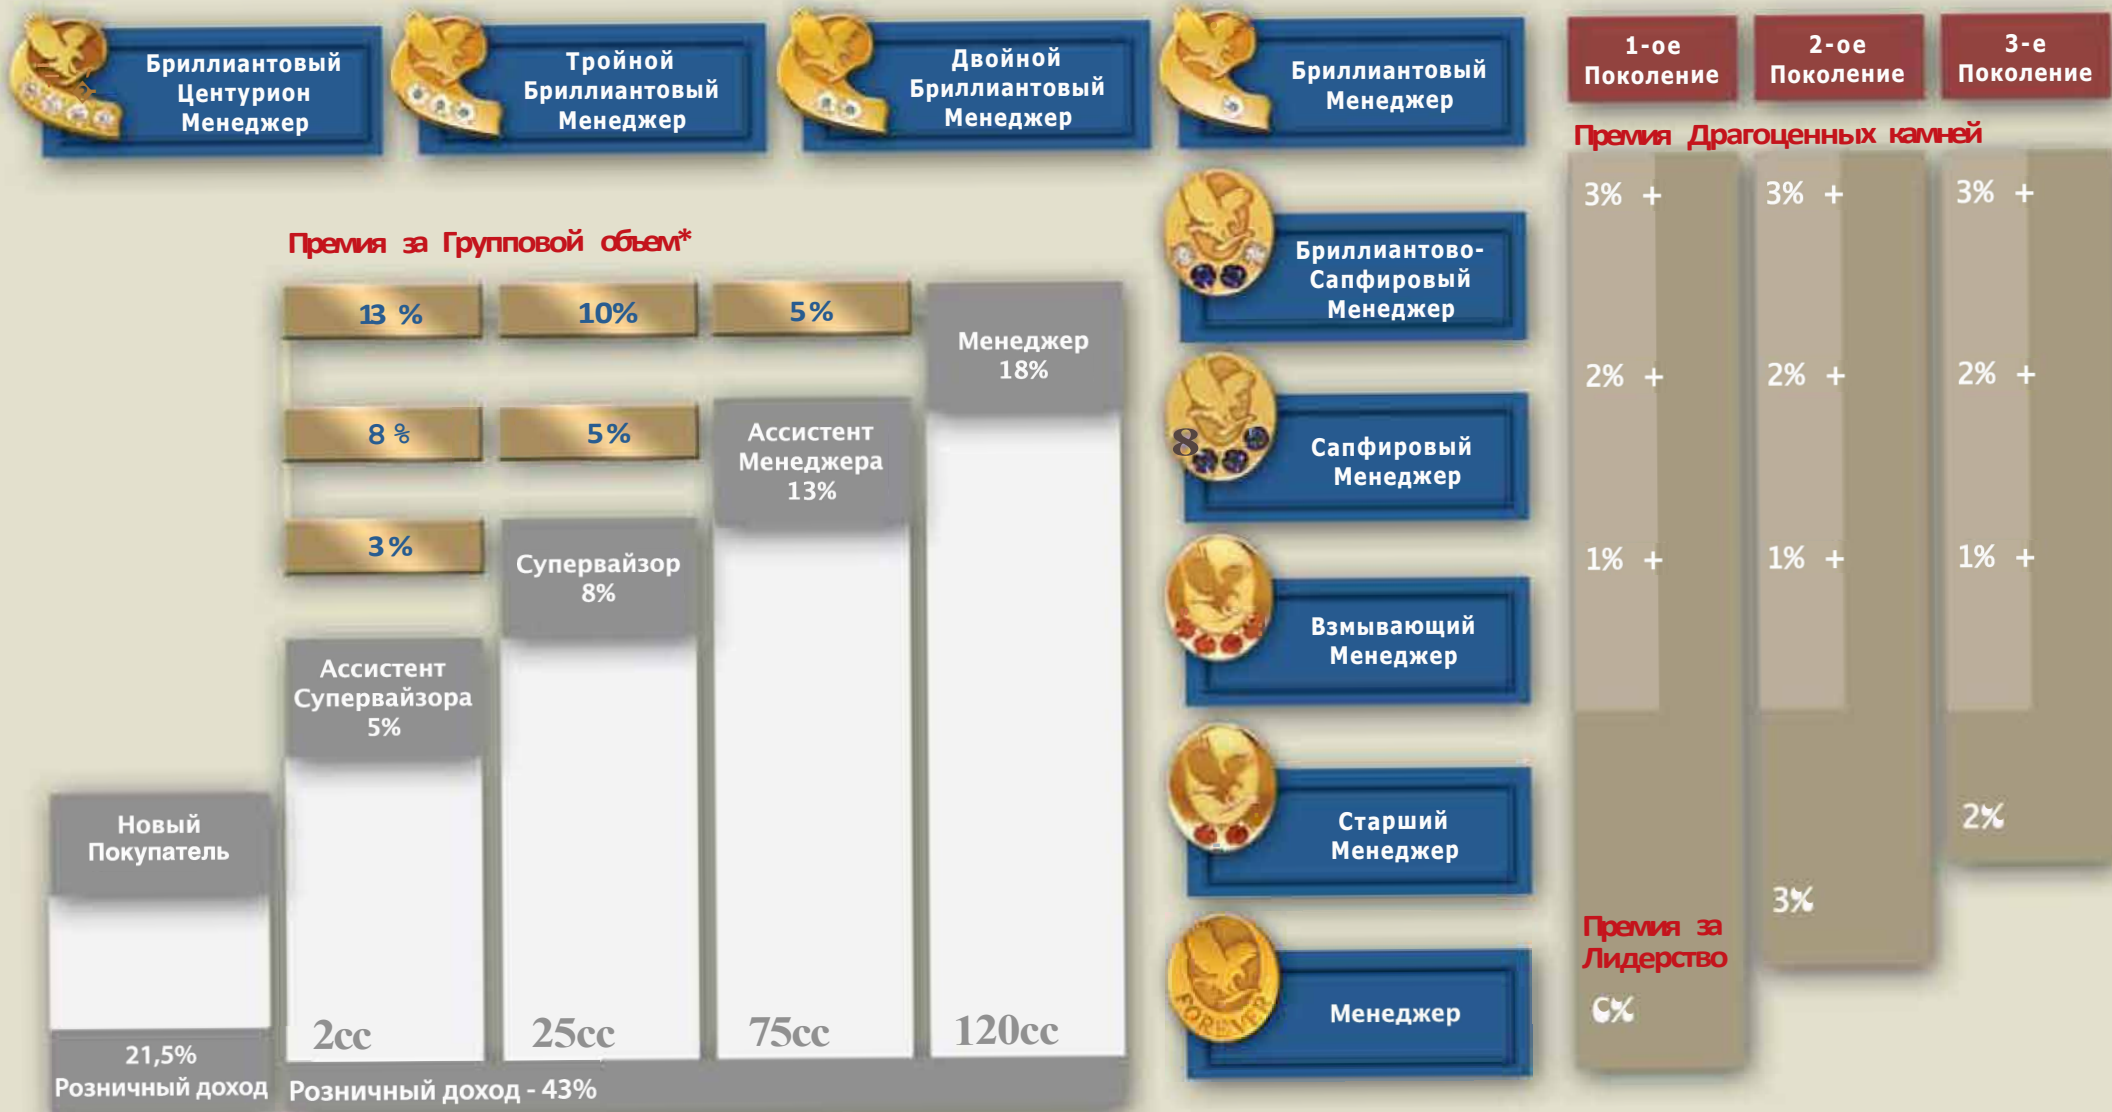 Бриллиантовый
Центурион
Менеджер
Тройной
Бриллиантовый
Менеджер
Двойной
Бриллиантовый
Менеджер
Бриллиантовый
Менеджер
1-ое
Поколение
2-ое
Поколение
3-е
Поколение
Премия Драгоценных камней
3% +
3% +
3% +
Бриллиантово-
Сапфировый
Менеджер
Премия за Групповой объем*
13 %
10%
5%
Менеджер
18%
2% +
2% +
2% +
8 %
5%
Ассистент
Менеджера
13%
8
Сапфировый
Менеджер
3%
Супервайзор
8%
1% +
1% +
1% +
Взмывающий
Менеджер
Ассистент
Супервайзора
5%
Новый
Покупатель
Старший
Менеджер
2%
3%
Премия за
Лидерство
6%
FOREVER
Менеджер
2cc
25cc
75cc
120cc
21,5%
Розничный доход
Розничный доход - 43%